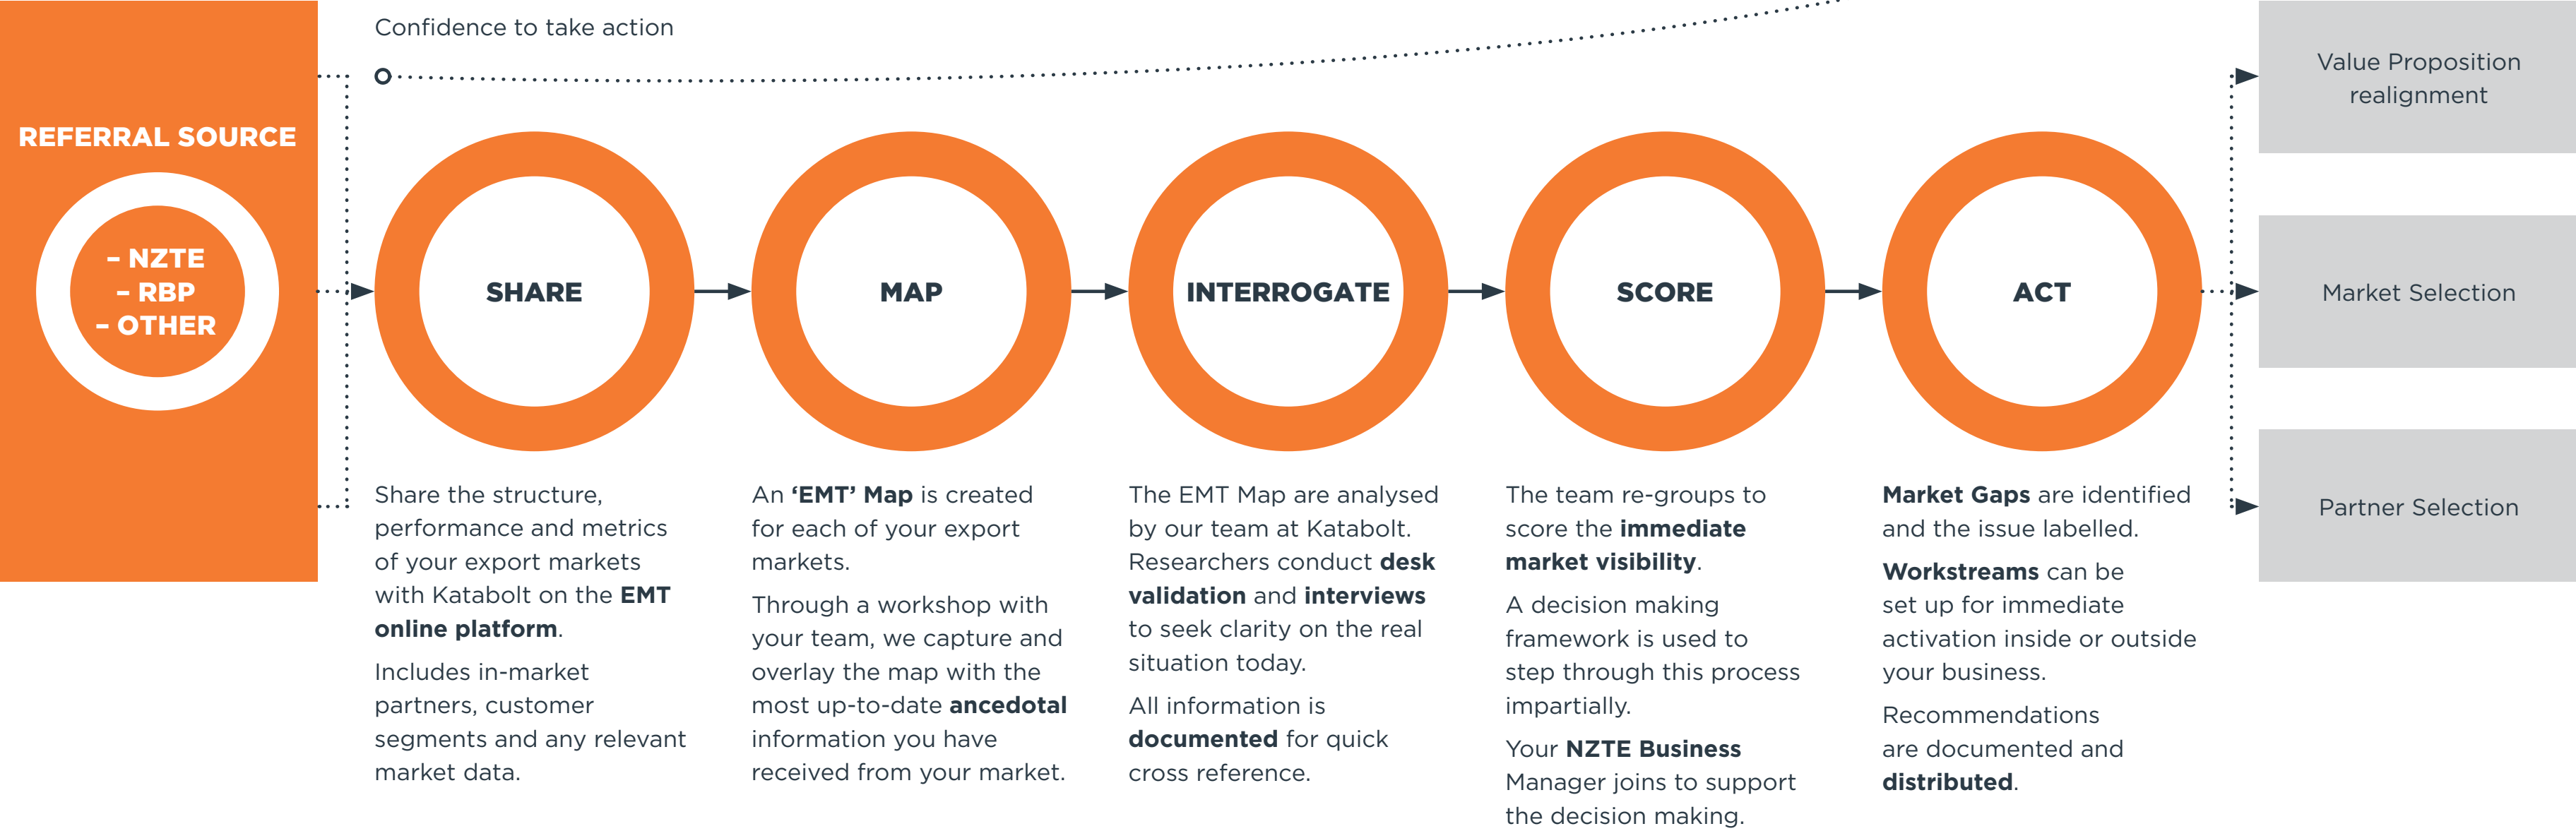 Confidence to take action
REFERRAL SOURCE
– NZTE
– RBP
– OTHER
SHARE
Share the structure,
performance and metrics
of your export markets
with Katabolt on the EMT
online platform.
Includes in-market
partners, customer
segments and any relevant
market data.
MAP
An ‘EMT’ Map is created
for each of your export
markets.
Through a workshop with
your team, we capture and
overlay the map with the
most up-to-date ancedotal
information you have
received from your market.
INTERROGATE
The EMT Map are analysed
by our team at Katabolt.
Researchers conduct desk
validation and interviews
to seek clarity on the real
situation today.
All information is
documented for quick
cross reference.
SCORE
The team re-groups to
score the immediate
market visibility.
A decision making
framework is used to
step through this process
impartially.
Your NZTE Business
Manager joins to support
the decision making.
ACT
Market Gaps are identified
and the issue labelled.
Workstreams can be
set up for immediate
activation inside or outside
your business.
Recommendations
are documented and
distributed.
Value Proposition
realignment
Market Selection
Partner Selection